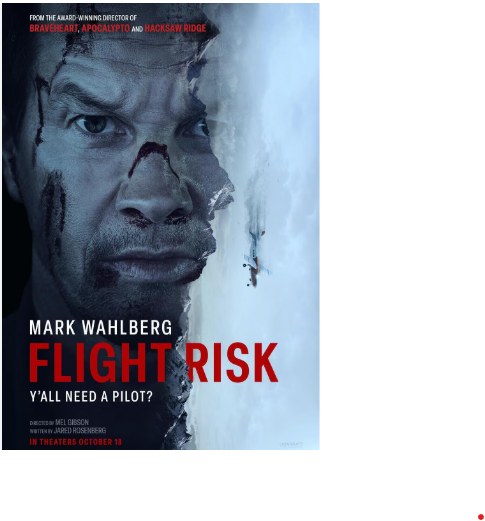 FROM THE AWARD-WINNING DIRECTOR OF
BRAVEHEART, APOCALYPTO AND HACKSAW RIDGE
MARK WAHLBERG
FLIGHT RISK
Y'ALL NEED A PILOT?
DIRECTED BY MEL GIBSON
WRITTEN BY JARED ROSENBERG
IN THEATERS OCTOBER 18